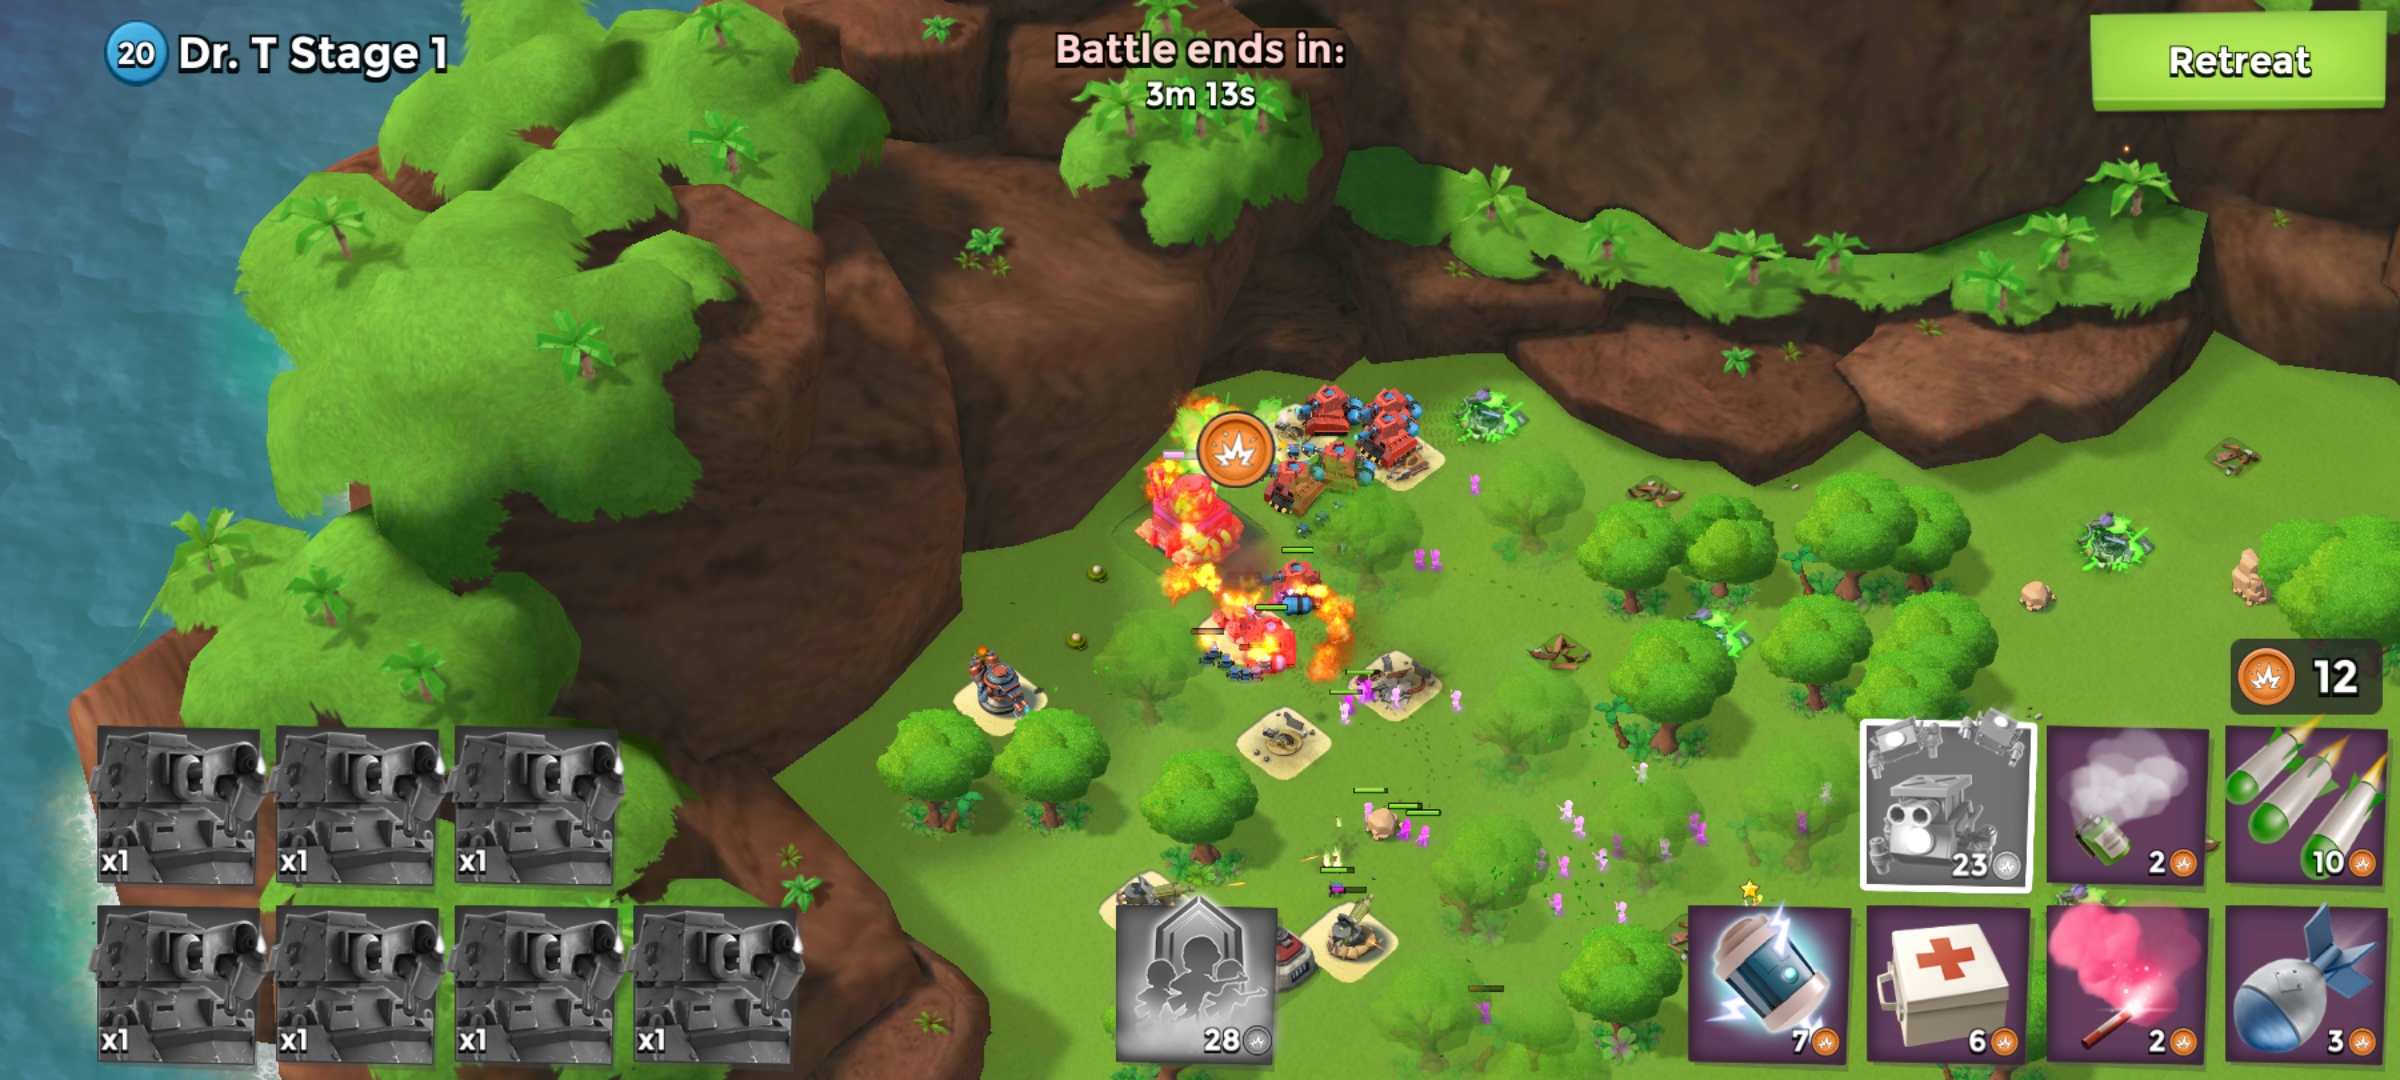 20 Dr. T Stage 1
Battle ends in:
3m 13s
Retreat
12
x1 x1 x1
23 2 10
x1 x1 x1 x1
28 7 6 2 3